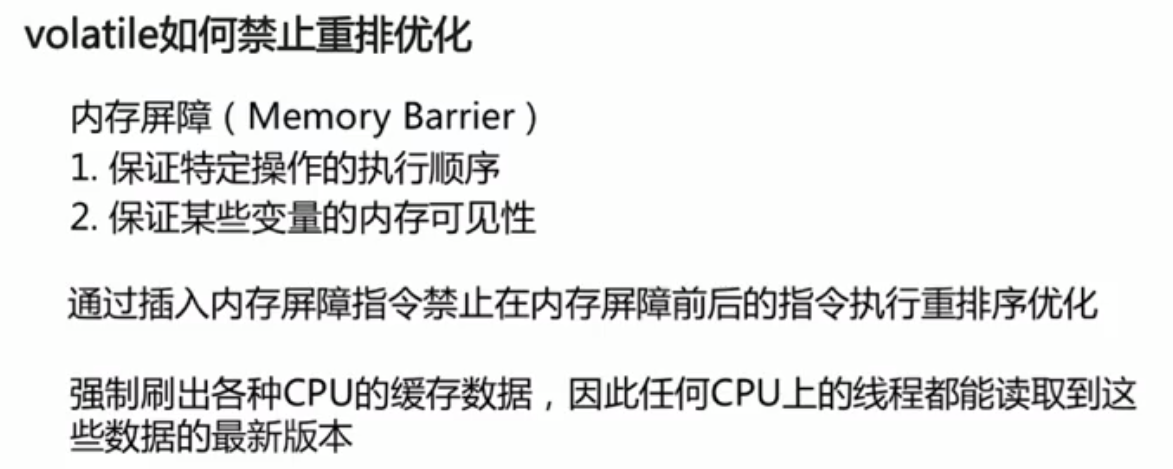 volatile如何禁止重排优化
内存屏障（Memory Barrier）
1. 保证特定操作的执行顺序
2. 保证某些变量的内存可见性
通过插入内存屏障指令禁止在内存屏障前后的指令执行重排序优化
强制刷出各种CPU的缓存数据，因此任何CPU上的线程都能读取到这
些数据的最新版本